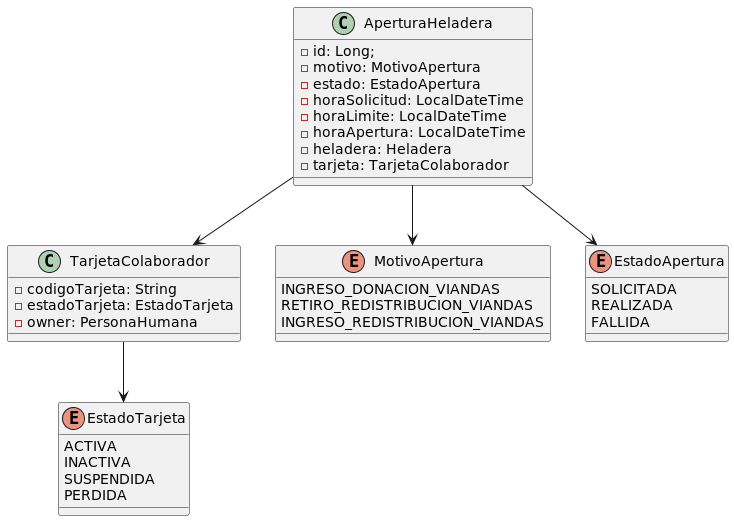 C AperturaHeladera
id: Long;
motivo: MotivoApertura
estado: EstadoApertura
horaSolicitud: LocalDateTime
horaLimite: LocalDateTime
horaApertura: LocalDateTime
heladera: Heladera
tarjeta: TarjetaColaborador
C TarjetaColaborador
codigoTarjeta: String
estadoTarjeta: EstadoTarjeta
owner: PersonaHumana
E MotivoApertura
INGRESO_DONACION_VIANDAS
RETIRO_REDISTRIBUCION_VIANDAS
INGRESO_REDISTRIBUCION_VIANDAS
E EstadoApertura
SOLICITADA
REALIZADA
FALLIDA
E EstadoTarjeta
ACTIVA
INACTIVA
SUSPENDIDA
PERDIDA